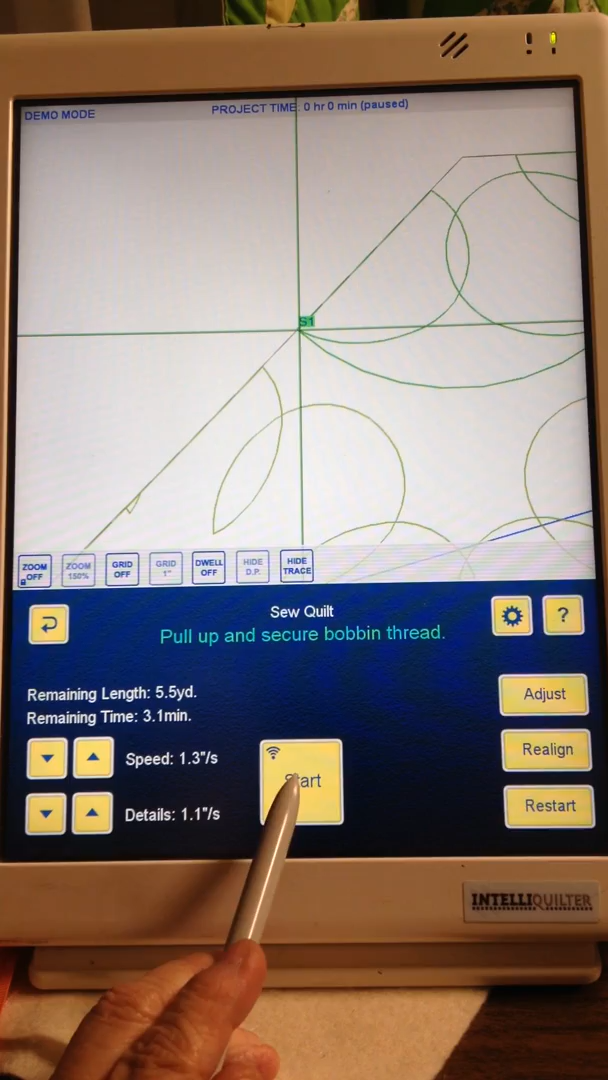 DEMO MODE
PROJECT TIME: 0 hr 0 min (paused)
S1
ZOOM OFF
ZOOM 150%
GRID OFF
GRID 1"
DWELL OFF
HIDE D.P.
HIDE TRACE
Sew Quilt
?
Pull up and secure bobbin thread.
Remaining Length: 5.5yd.
Remaining Time: 3.1min.
Adjust
Speed: 1.3"/s
Start
Realign
Details: 1.1"/s
Restart
INTELLIQUILTER